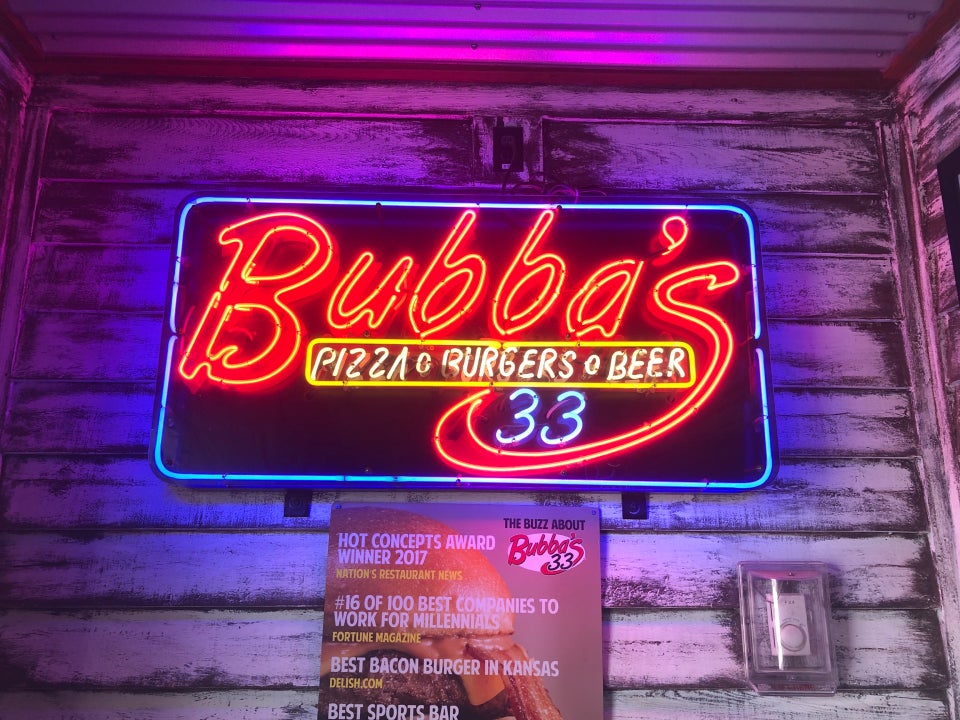 Bubba's
PIZZA o BURGERS o BEER
33
THE BUZZ ABOUT
Bubba's
33
HOT CONCEPTS AWARD
WINNER 2017
NATION'S RESTAURANT NEWS
#16 OF 100 BEST COMPANIES TO
WORK FOR MILLENNIALS
FORTUNE MAGAZINE
BEST BACON BURGER IN KANSAS
DELISH.COM
BEST SPORTS BAR